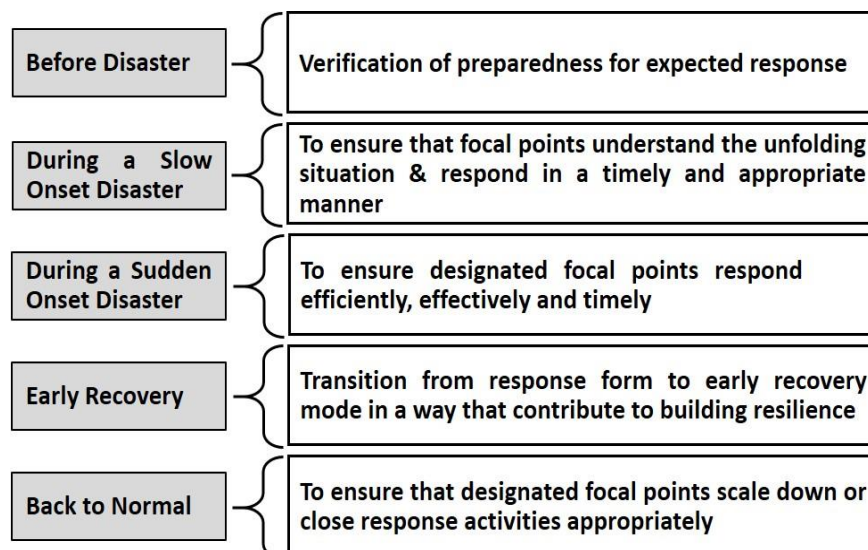 Before Disaster
Verification of preparedness for expected response
During a Slow
Onset Disaster
To ensure that focal points understand the unfolding
situation & respond in a timely and appropriate
manner
During a Sudden
Onset Disaster
To ensure designated focal points respond
efficiently, effectively and timely
Early Recovery
Transition from response form to early recovery
mode in a way that contribute to building resilience
Back to Normal
To ensure that designated focal points scale down or
close response activities appropriately